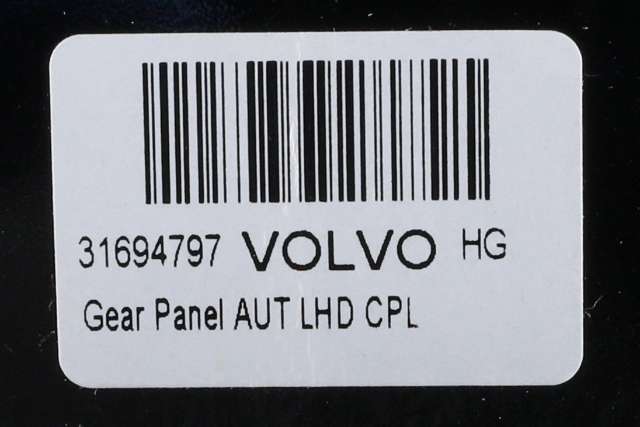 31694797 VOLVO HG
Gear Panel AUT LHD CPL